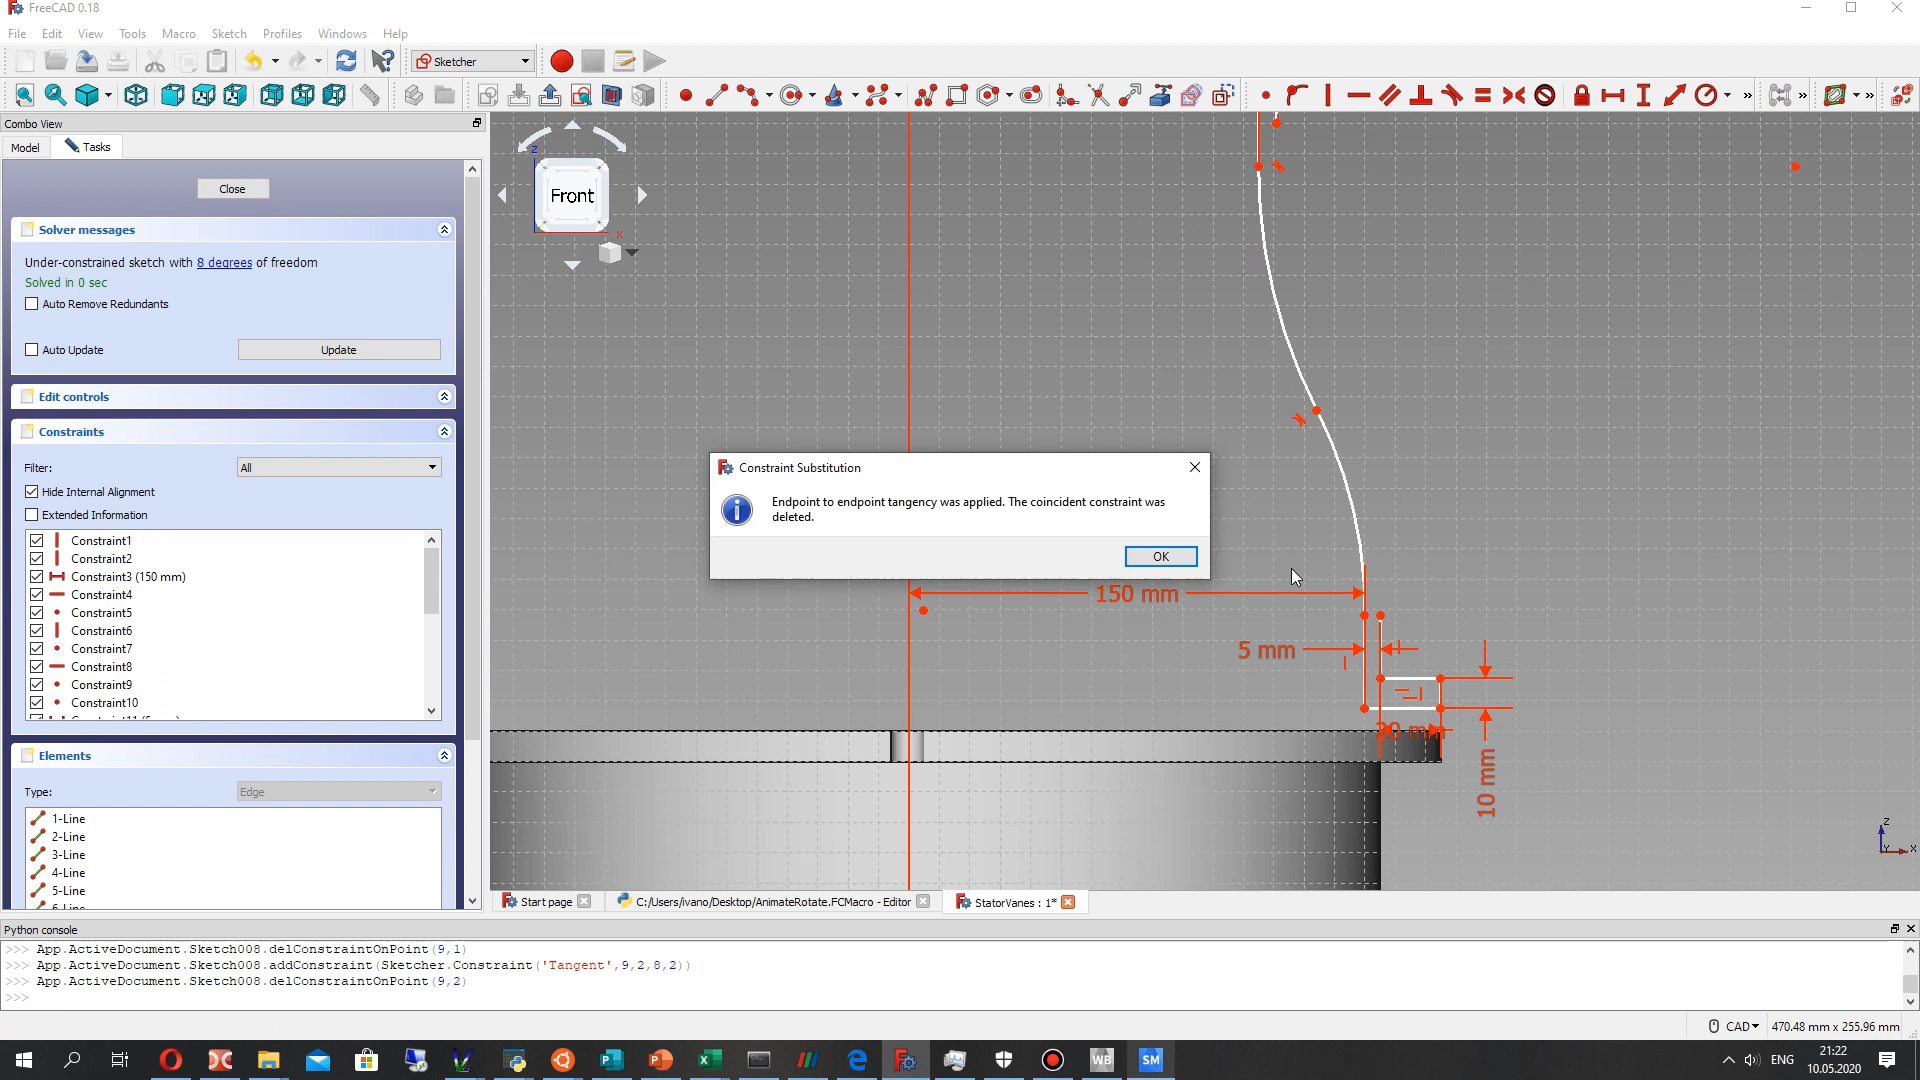 FreeCAD 0.18
File Edit View Tools Macro Sketch Profiles Windows Help
Sketcher
Combo View
Model Tasks
Close
Solver messages
Under-constrained sketch with 8 degrees of freedom
Solved in 0 sec
Auto Remove Redundants
Auto Update
Update
Edit controls
Constraints
Filter: All
Hide Internal Alignment
Extended Information
Constraint1
Constraint2
Constraint3 (150 mm)
Constraint4
Constraint5
Constraint6
Constraint7
Constraint8
Constraint9
Constraint10
Elements
Type: Edge
1-Line
2-Line
3-Line
4-Line
5-Line
Front
z
x
Constraint Substitution
Endpoint to endpoint tangency was applied. The coincident constraint was
deleted.
OK
150 mm
5 mm
20 mm
10 mm
Z
Y
X
Start page
C:/Users/ivano/Desktop/AnimateRotate.FCMacro - Editor
StatorVanes : 1*
Python console
>>> App.ActiveDocument.Sketch008.delConstraintOnPoint(9,1)
>>> App.ActiveDocument.Sketch008.addConstraint(Sketcher.Constraint('Tangent',9,2,8,2))
>>> App.ActiveDocument.Sketch008.delConstraintOnPoint(9,2)
>>>
CAD
470.48 mm x 255.96 mm
WB
SM
ENG
21:22
10.05.2020